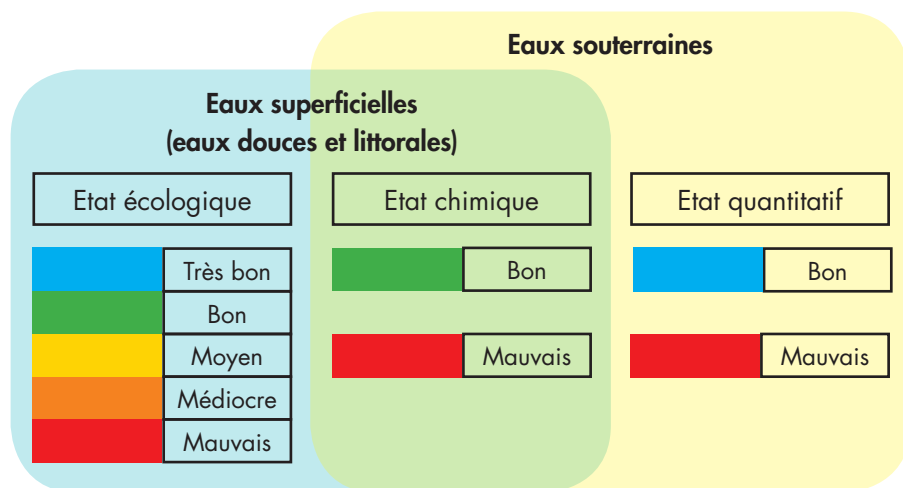 Eaux souterraines
Eaux superficielles
(eaux douces et littorales)
Etat écologique
Etat chimique
Etat quantitatif
Très bon
Bon
Moyen
Médiocre
Mauvais
Bon
Mauvais
Bon
Mauvais